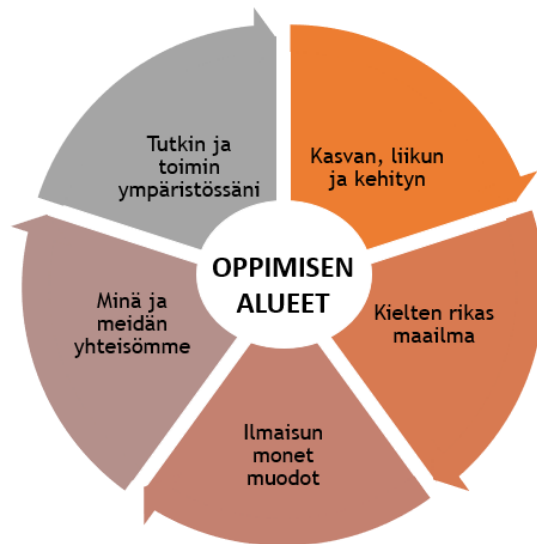 OPPIMISEN
ALUEET
Kasvan, liikun
ja kehityn
Kielten rikas
maailma
Ilmaisun
monet
muodot
Minä ja
meidän
yhteisömme
Tutkin ja
toimin
ympäristössäni